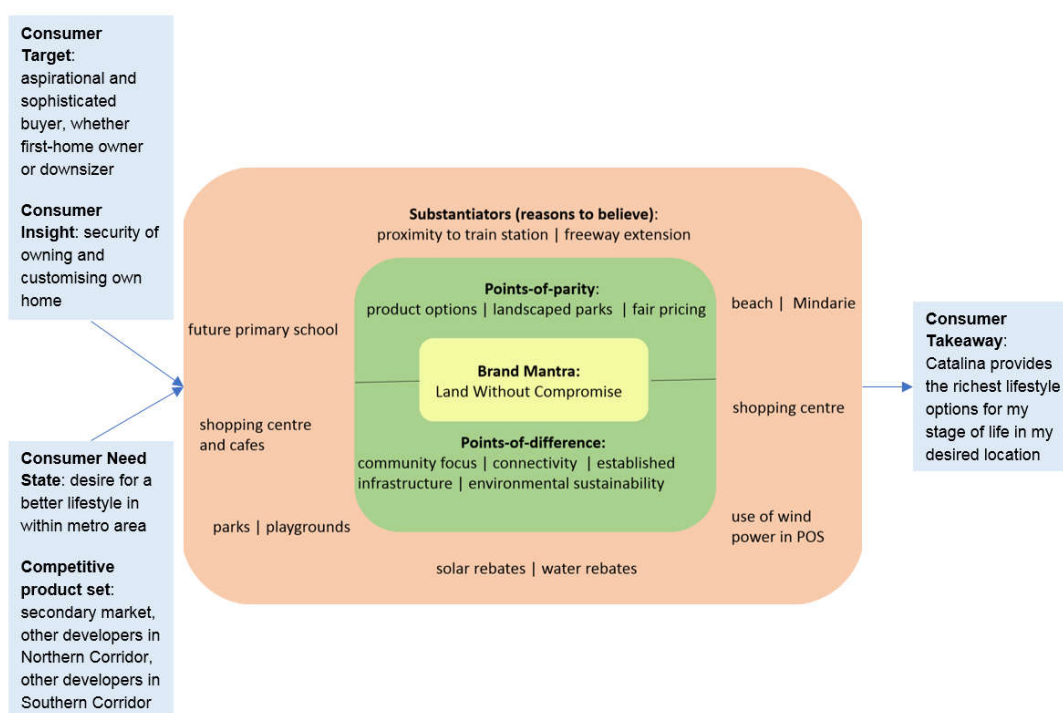 Consumer
Target:
aspirational and
sophisticated
buyer, whether
first-home owner
or downsizer
Consumer
Insight: security of
owning and
customising own
home
Consumer Need
State: desire for a
better lifestyle in
within metro area
Competitive
product set:
secondary market,
other developers in
Northern Corridor,
other developers in
Southern Corridor
Substantiators (reasons to believe):
proximity to train station | freeway extension
future primary school
shopping centre
and cafes
parks | playgrounds
Points-of-parity:
product options | landscaped parks | fair pricing
Brand Mantra:
Land Without Compromise
Points-of-difference:
community focus | connectivity | established
infrastructure | environmental sustainability
beach | Mindarie
shopping centre
use of wind
power in POS
solar rebates | water rebates
Consumer
Takeaway:
Catalina provides
the richest lifestyle
options for my
stage of life in my
desired location